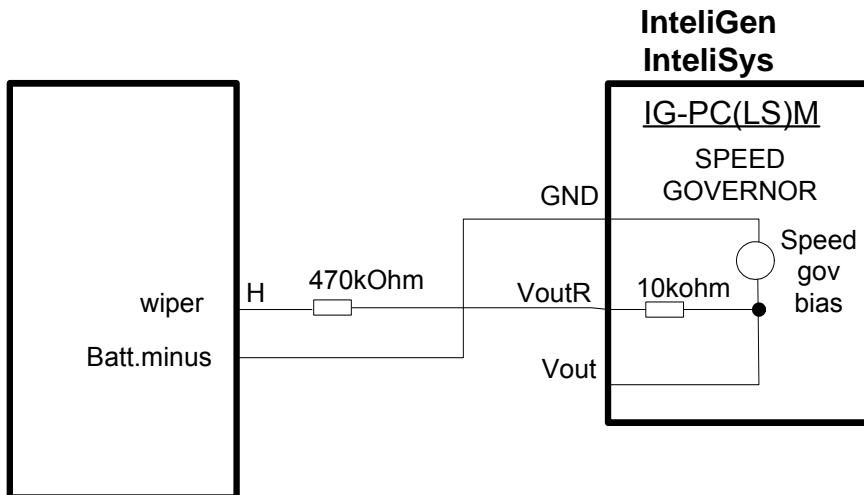 InteliGen
InteliSys
IG-PC(LS)M
SPEED
GOVERNOR
GND
Speed
gov
bias
470kOhm
H
wiper
VoutR
10kohm
Batt.minus
Vout